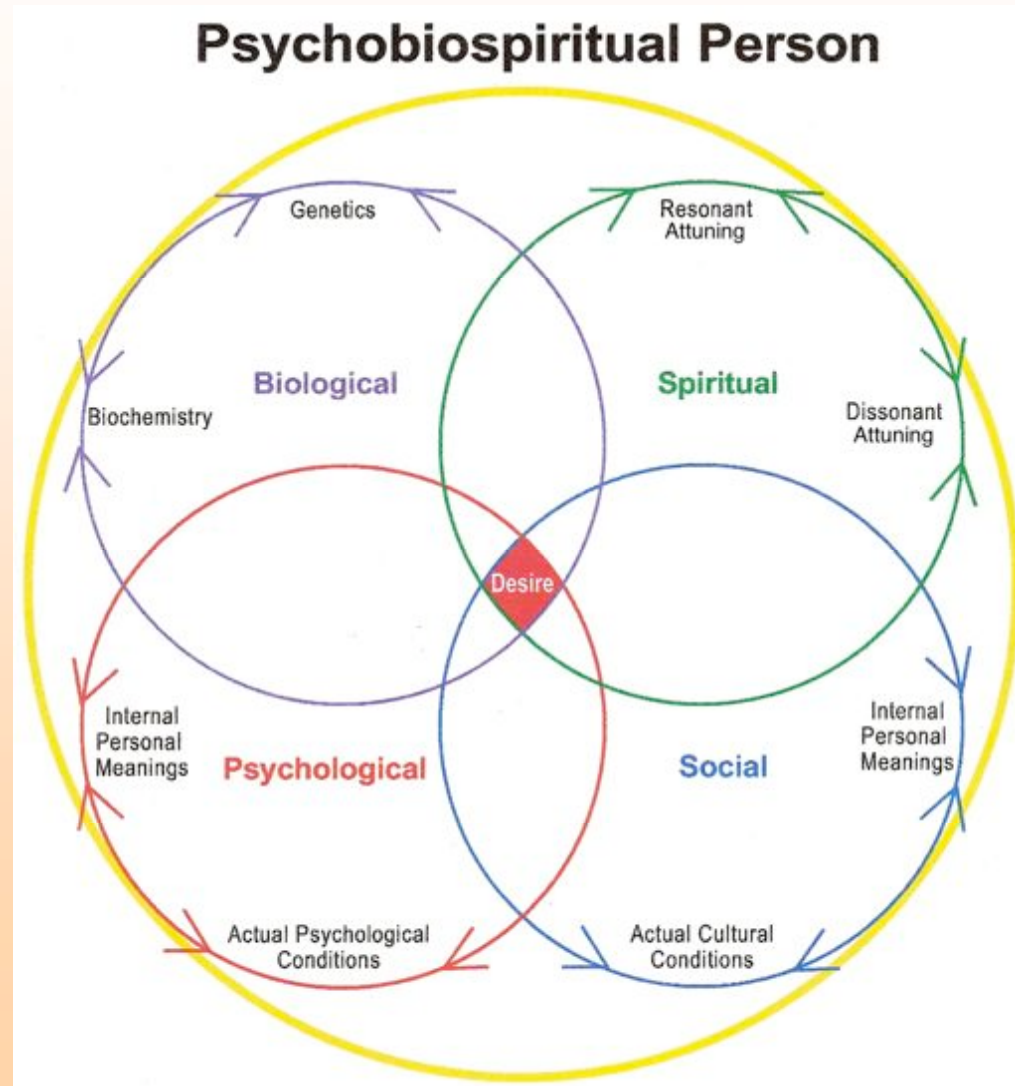 Psychobiospiritual Person
Genetics
Resonant
Attuning
Biological
Spiritual
Biochemistry
Dissonant
Attuning
Desire
Internal
Personal
Meanings
Psychological
Social
Internal
Personal
Meanings
Actual Psychological
Conditions
Actual Cultural
Conditions